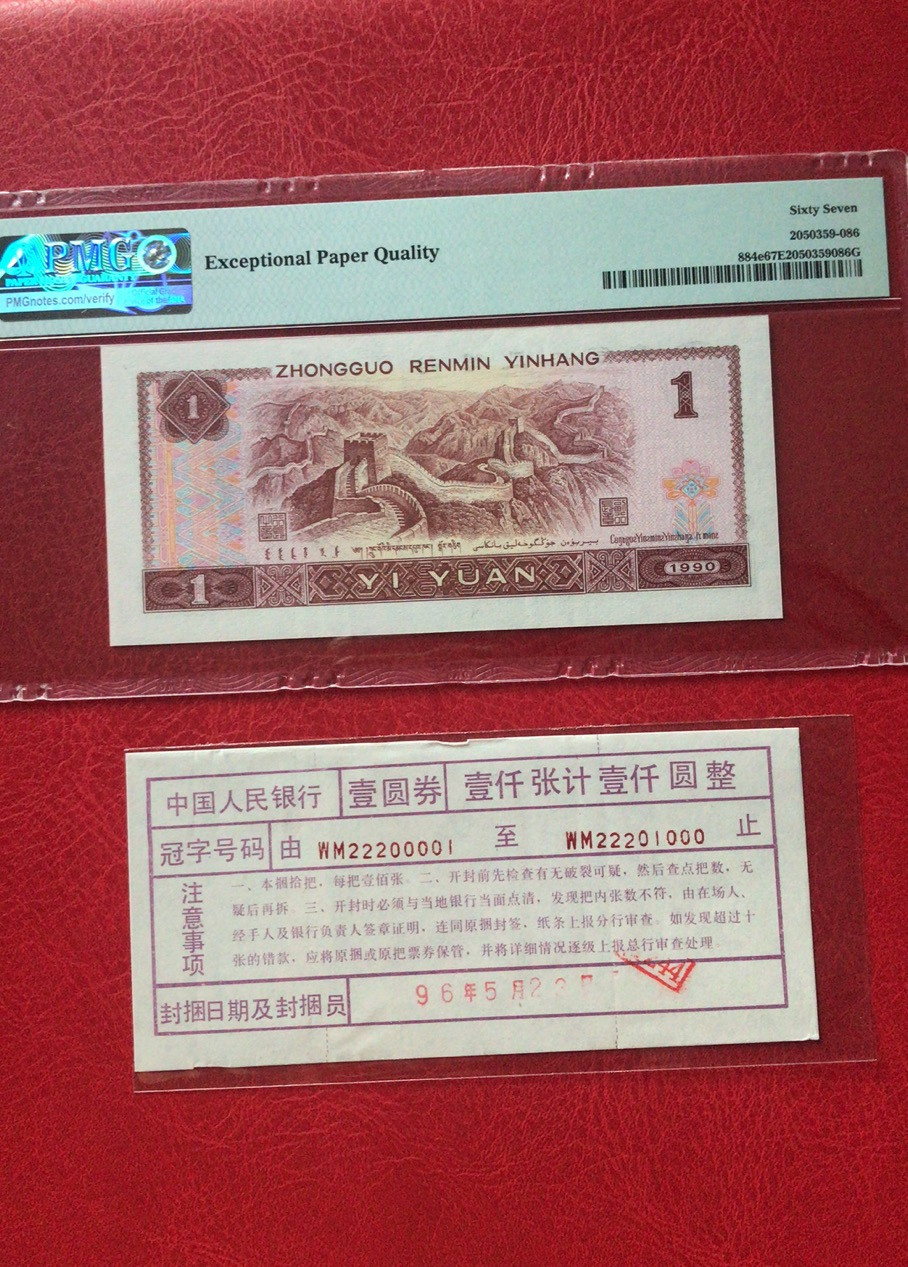 Sixty Seven
2050359-086
884e67E2050359086G
PMG
PMGnotes.com/verify
Exceptional Paper Quality
ZHONGGUO RENMIN YINHANG
1
1
بىيىرىمىن جۇڭگوخەلىق بانكاسى
1
YI YUAN
1990
中国人民银行 壹圆券 壹仟张计壹仟圆整
冠字号码 由 WM22200001 至 WM22201000 止
注意事项
一、本捆拾把，每把壹佰张。二、开封前先检查有无破裂可疑，然后查点把数，无
疑后再拆。三、开封时必须与当地银行当面点清，发现把内张数不符，由在场人、
经手人及银行负责人签章证明，连同原捆封签，纸条上报分行审查。如发现超过十
张的错款，应将原捆或原把票券保管，并将详细情况逐级上报总行审查处理。
封捆日期及封捆员 96年5月2